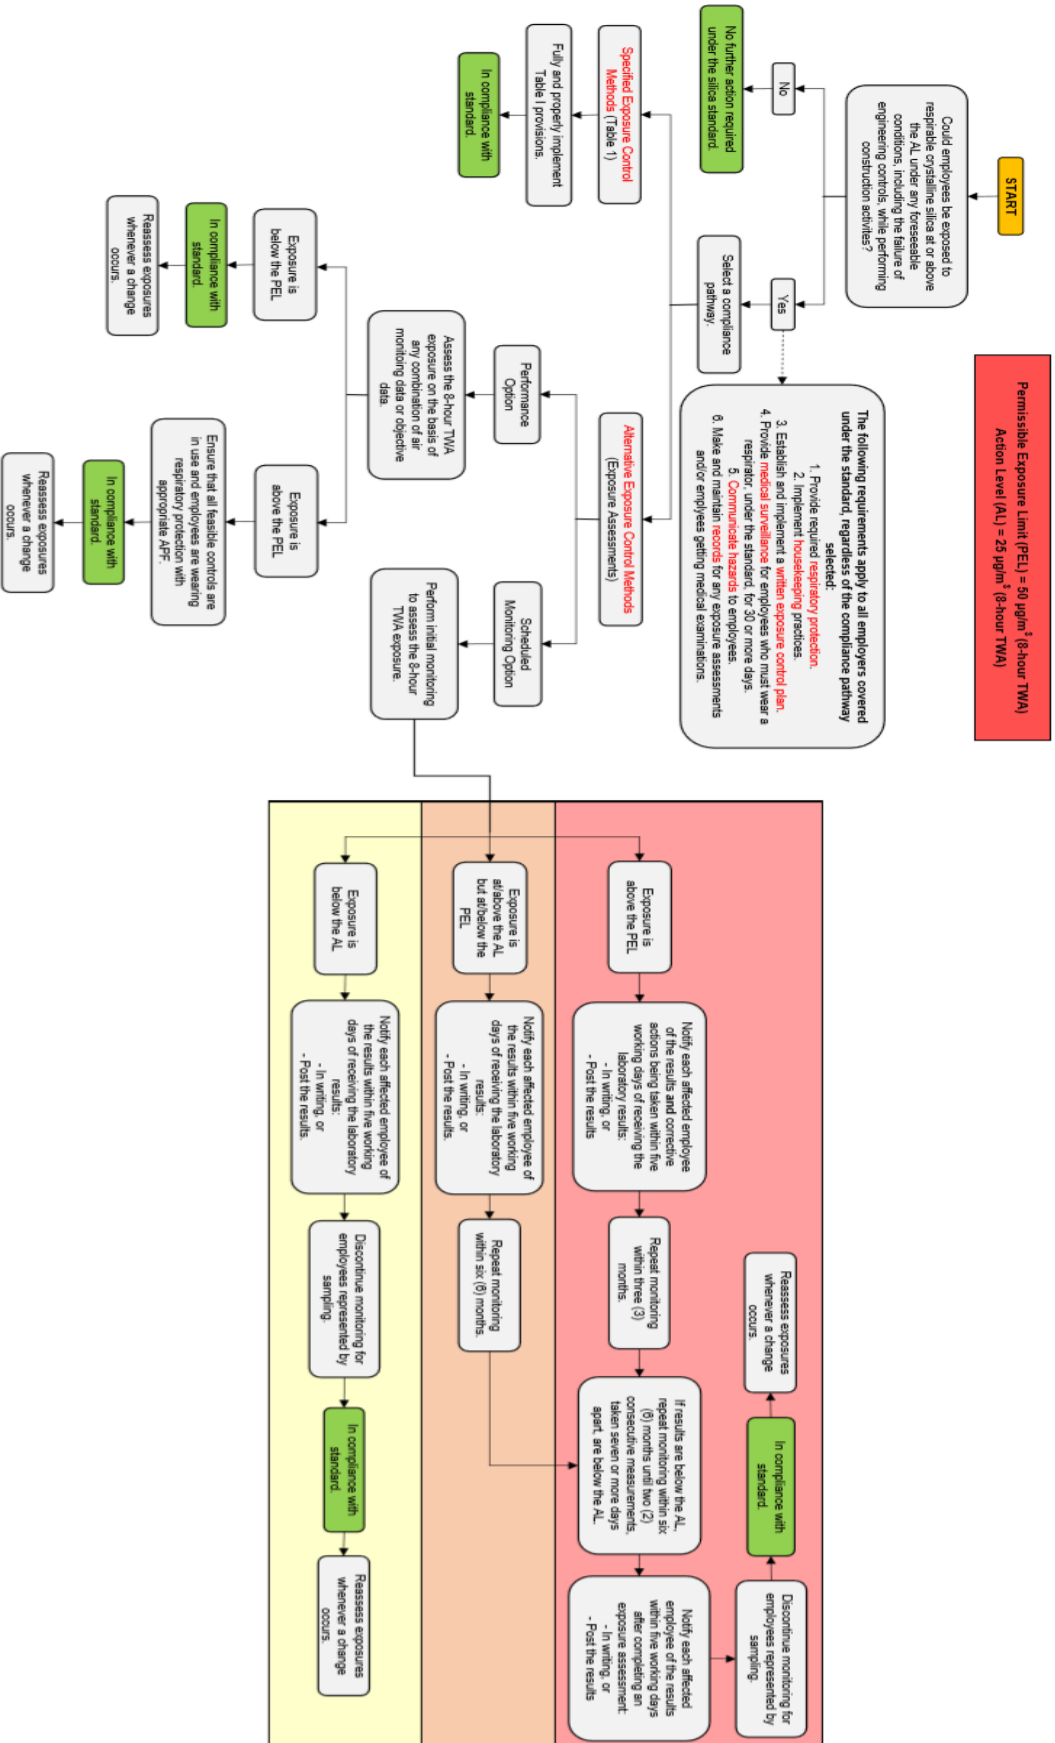 START
Permissible Exposure Limit (PEL) = 50 µg/m³ (8-hour TWA)
Action Level (AL) = 25 µg/m³ (8-hour TWA)
Could employees be exposed to
respirable crystalline silica at or above
the AL under any foreseeable
conditions, including the failure of
engineering controls, while performing
construction activites?
No
No further action required
under the silica standard.
Yes
The following requirements apply to all employers covered
under the standard, regardless of the compliance pathway
selected:
1. Provide required respiratory protection.
2. Implement housekeeping practices.
3. Establish and implement a written exposure control plan.
4. Provide medical surveillance for employees who must wear a
respirator, under the standard, for 30 or more days.
5. Communicate hazards to employees.
6. Make and maintain records for any exposure assessments
and/or emplyees getting medical examinations.
Select a compliance
pathway.
Specified Exposure Control
Methods (Table 1)
Fully and properly implement
Table I provisions.
In compliance with
standard.
Alternative Exposure Control Methods
(Exposure Assessments)
Performance
Option
Assess the 8-hour TWA
exposure on the basis of
any combination of air
monitoing data or objective
data.
Exposure is
below the PEL
In compliance with
standard.
Reassess exposures
whenever a change
occurs.
Exposure is
above the PEL
Ensure that all feasible controls are
in use and employees are wearing
respiratory protection with
appropriate APF.
In compliance with
standard.
Reassess exposures
whenever a change
occurs.
Scheduled
Monitoring Option
Perform initial monitoring
to assess the 8-hour
TWA exposure.
Exposure is
above the PEL
Notify each affected employee
of the results and corrective
actions being taken within five
working days of receiving the
laboratory results:
- In writing, or
- Post the results
Repeat monitoring
within three (3)
months.
If results are below the AL,
repeat monitoring within six
(6) months until two (2)
consecutive measurements,
taken seven or more days
apart, are below the AL.
Notify each affected
employee of the results
within five working days
after completing an
exposure assessment:
- In writing, or
- Post the results
Discontinue monitoring for
employees represented by
sampling.
In compliance with
standard.
Reassess exposures
whenever a change
occurs.
Exposure is
at/above the AL
but at/below the
PEL
Notify each affected employee of
the results within five working
days of receiving the laboratory
results:
- In writing, or
- Post the results.
Repeat monitoring
within six (6) months.
Exposure is
below the AL
Notify each affected employee of
the results within five working
days of receiving the laboratory
results:
- In writing, or
- Post the results.
Discontinue monitoring for
employees represented by
sampling.
In compliance with
standard.
Reassess exposures
whenever a change
occurs.